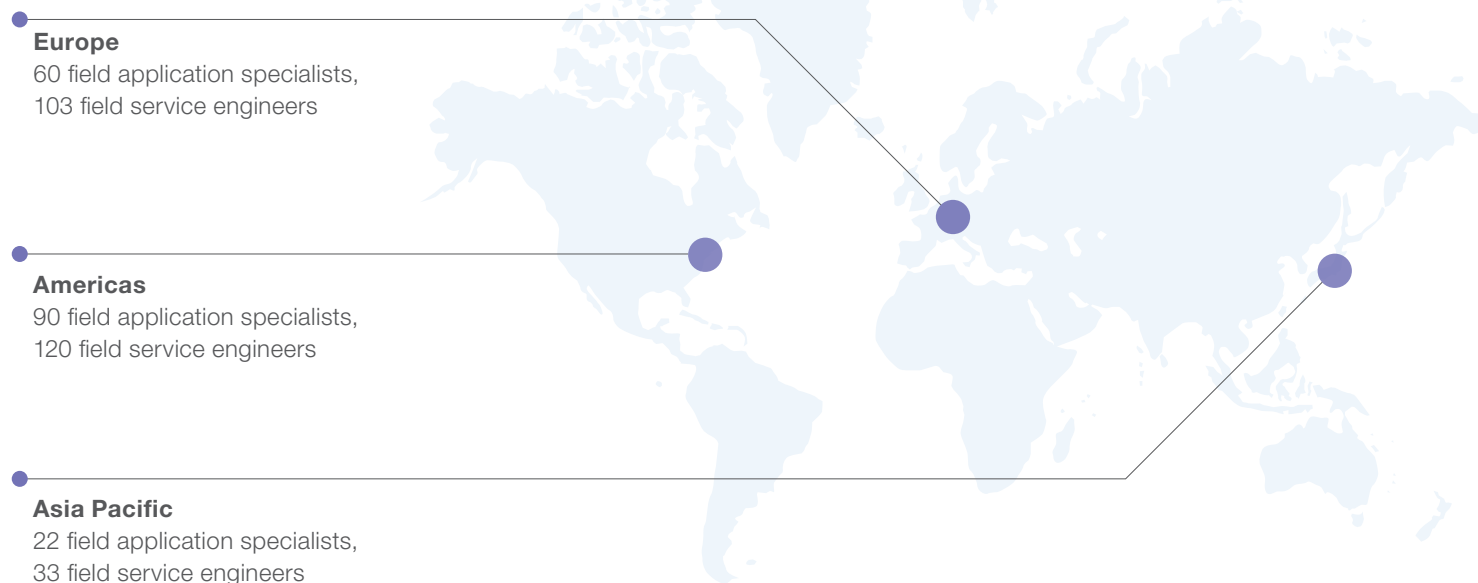 Europe
60 field application specialists,
103 field service engineers
Americas
90 field application specialists,
120 field service engineers
Asia Pacific
22 field application specialists,
33 field service engineers